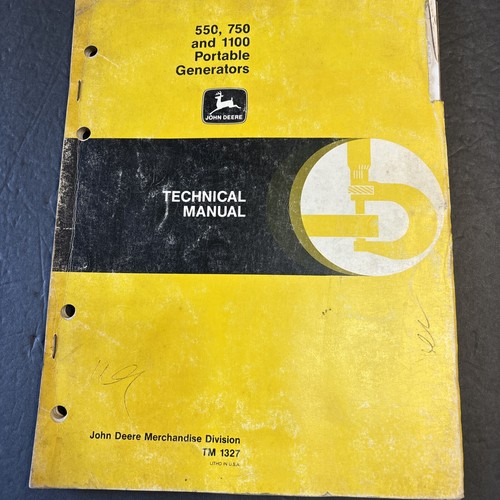 550, 750
and 1100
Portable
Generators
JOHN DEERE
TECHNICAL
MANUAL
John Deere Merchandise Division
TM 1327
LITHO IN U.S.A.